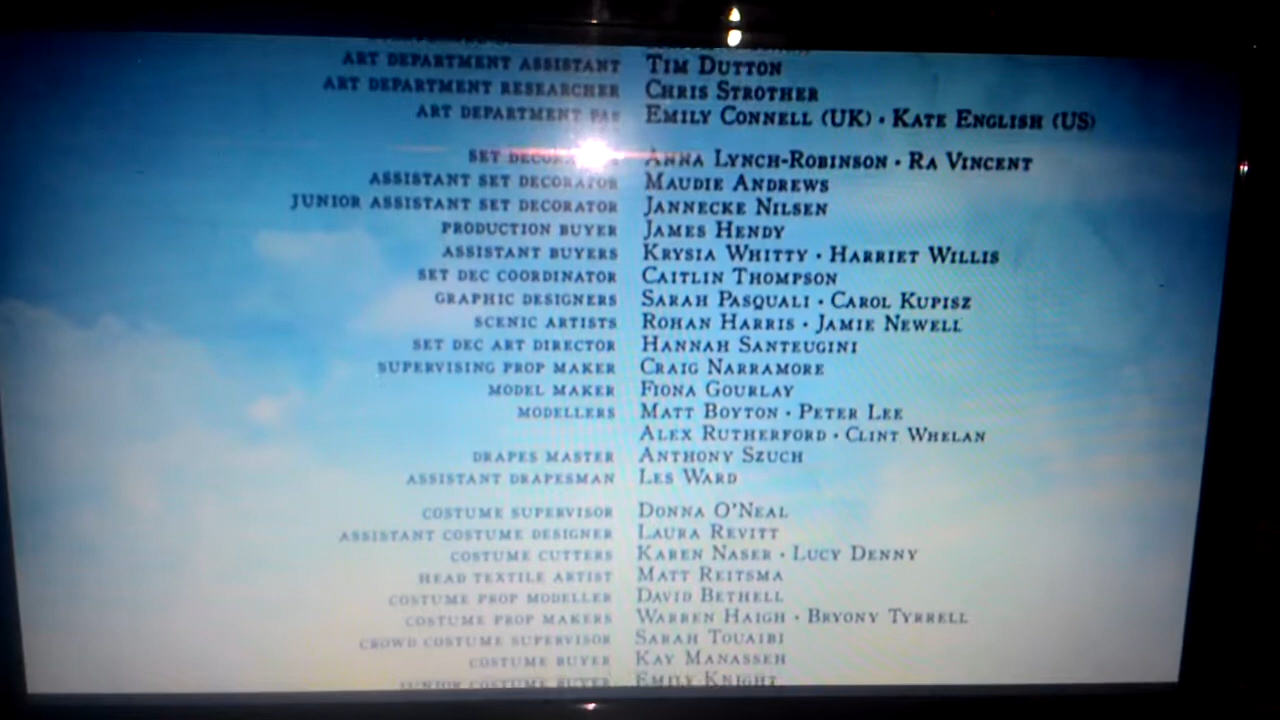 ART DEPARTMENT ASSISTANT TIM DUTTON
ART DEPARTMENT RESEARCHER CHRIS STROTHER
ART DEPARTMENT PAS EMILY CONNELL (UK) · KATE ENGLISH (US)
SET ANNA LYNCH-ROBINSON · RA VINCENT
ASSISTANT SET DECORATOR MAUDIE ANDREWS
JUNIOR ASSISTANT SET DECORATOR JANNECKE NILSEN
PRODUCTION BUYER JAMES HENDY
ASSISTANT BUYERS KRYSIA WHITTY · HARRIET WILLIS
SET DEC COORDINATOR CAITLIN THOMPSON
GRAPHIC DESIGNERS SARAH PASQUALI · CAROL KUPISZ
SCENIC ARTISTS ROHAN HARRIS · JAMIE NEWELL
SET DEC ART DIRECTOR HANNAH SANTEUGINI
SUPERVISING PROP MAKER CRAIG NARRAMORE
MODEL MAKER FIONA GOURLAY
MODELLERS MATT BOYTON · PETER LEE
ALEX RUTHERFORD · CLINT WHELAN
DRAPES MASTER ANTHONY SZUCH
ASSISTANT DRAPESMAN LES WARD
COSTUME SUPERVISOR DONNA O'NEAL
ASSISTANT COSTUME DESIGNER LAURA REVITT
COSTUME CUTTERS KAREN NASER · LUCY DENNY
HEAD TEXTILE ARTIST MATT REITSMA
COSTUME PROP MODELLER DAVID BETHELL
COSTUME PROP MAKERS WARREN HAIGH · BRYONY TYRRELL
CROWD COSTUME SUPERVISOR SARAH TOUAIBI
COSTUME BUYER KAY MANASSEH
JUNIOR COSTUME BUYER EMILY KNIGHT